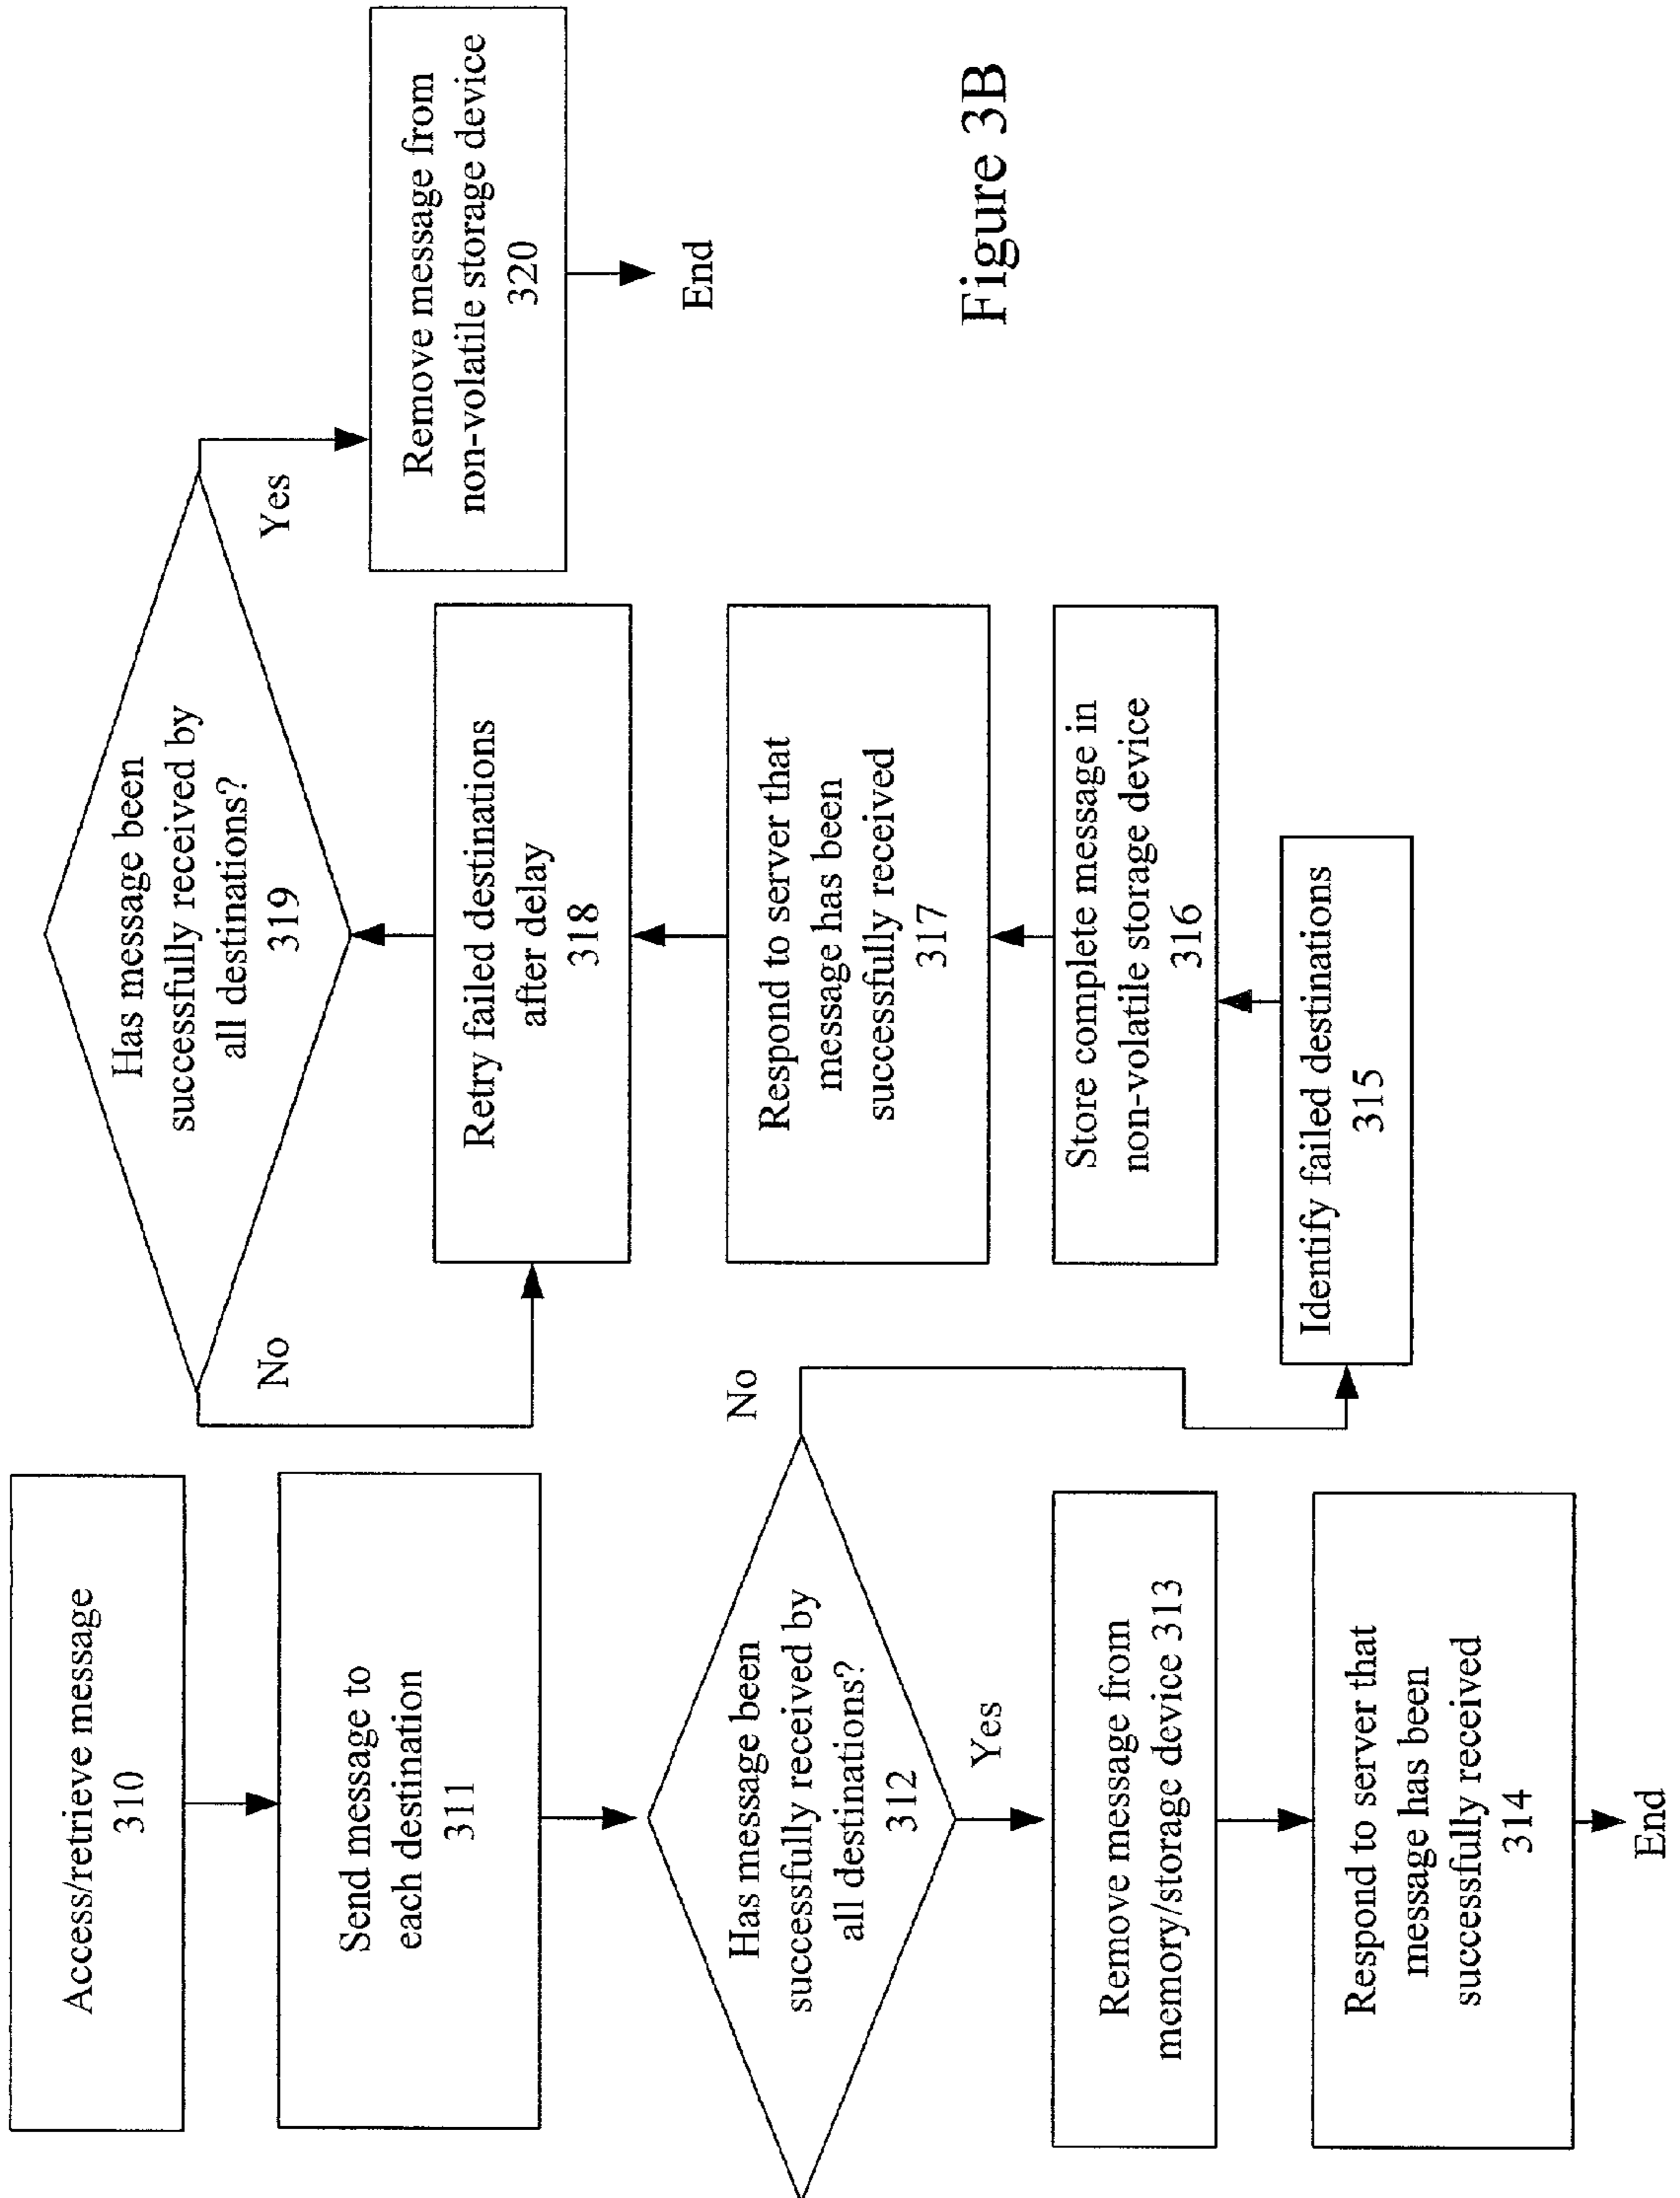 Access/retrieve message
310
Send message to
each destination
311
Has message been
successfully received by
all destinations?
312
No
Yes
Remove message from
memory/storage device 313
Respond to server that
message has been
successfully received
314
End
Identify failed destinations
315
Store complete message in
non-volatile storage device
316
Respond to server that
message has been
successfully received
317
Retry failed destinations
after delay
318
Has message been
successfully received by
all destinations?
319
No
Yes
Remove message from
non-volatile storage device
320
End
Figure 3B